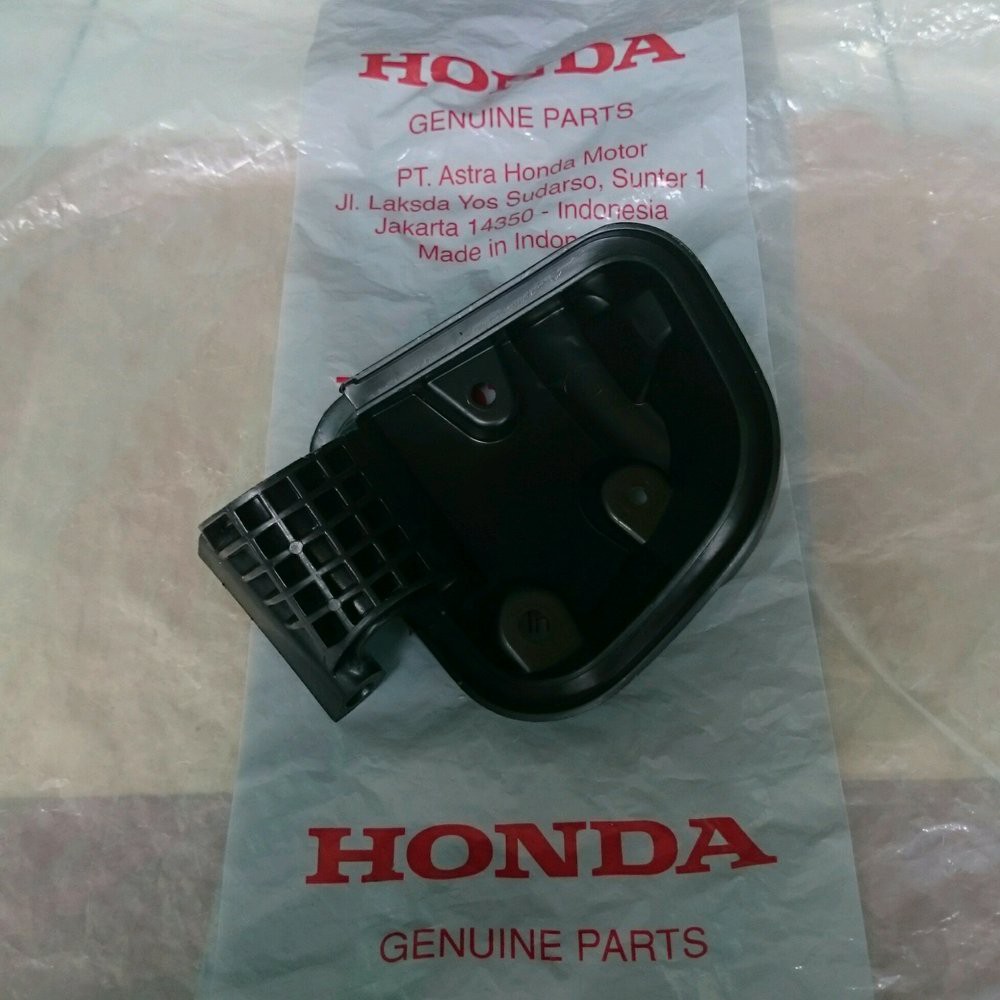 HONDA
GENUINE PARTS
PT. Astra Honda Motor
Jl. Laksda Yos Sudarso, Sunter 1
Jakarta 14350 - Indonesia
Made in Indon
HONDA
GENUINE PARTS